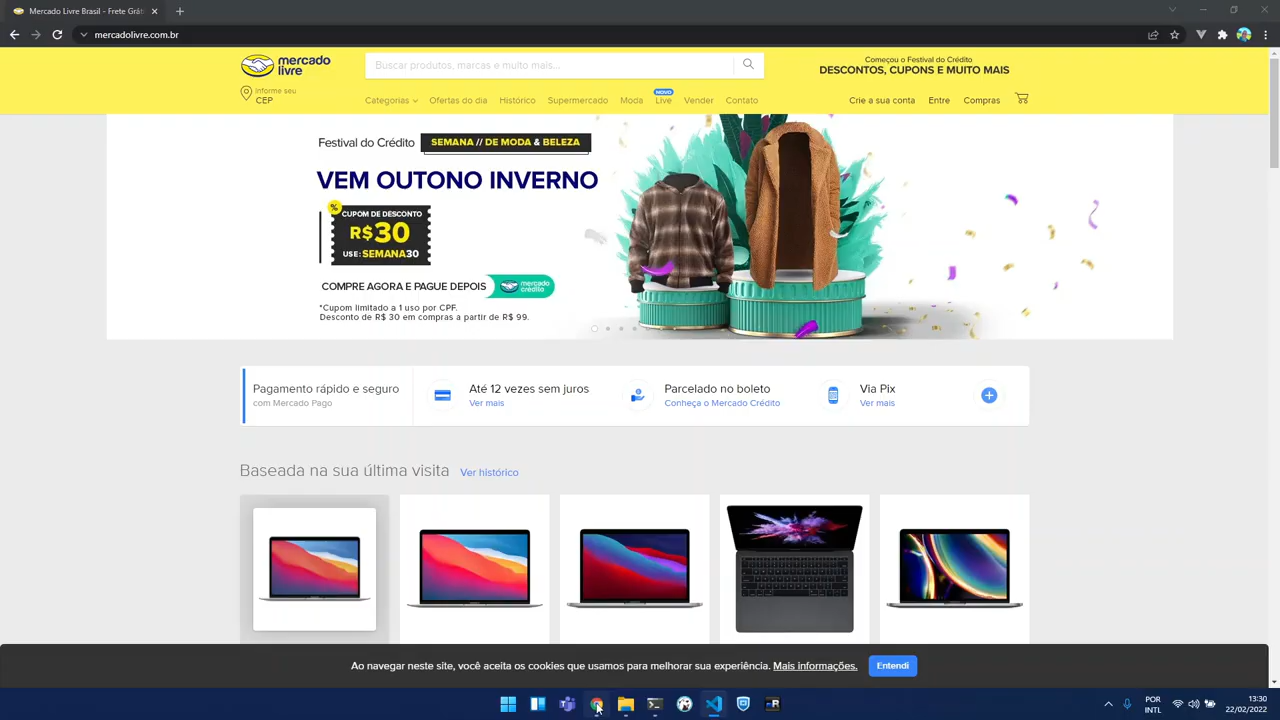 Mercado Livre Brasil - Frete Grátis
mercadolivre.com.br
mercado
livre
Buscar produtos, marcas e muito mais...
Começou o Festival do Crédito
DESCONTOS, CUPONS E MUITO MAIS
Informe seu
CEP
Categorias
Ofertas do dia
Histórico
Supermercado
Moda
NOVO
Live
Vender
Contato
Crie a sua conta
Entre
Compras
Festival do Crédito
SEMANA // DE MODA & BELEZA
VEM OUTONO INVERNO
%
CUPOM DE DESCONTO
R$30
USE: SEMANA30
COMPRE AGORA E PAGUE DEPOIS
mercado
crédito
*Cupom limitado a 1 uso por CPF.
Desconto de R$ 30 em compras a partir de R$ 99.
Pagamento rápido e seguro
com Mercado Pago
Até 12 vezes sem juros
Ver mais
Parcelado no boleto
Conheça o Mercado Crédito
Via Pix
Ver mais
Baseada na sua última visita
Ver histórico
Ao navegar neste site, você aceita os cookies que usamos para melhorar sua experiência. Mais informações.
Entendi
POR
INTL
13:30
22/02/2022